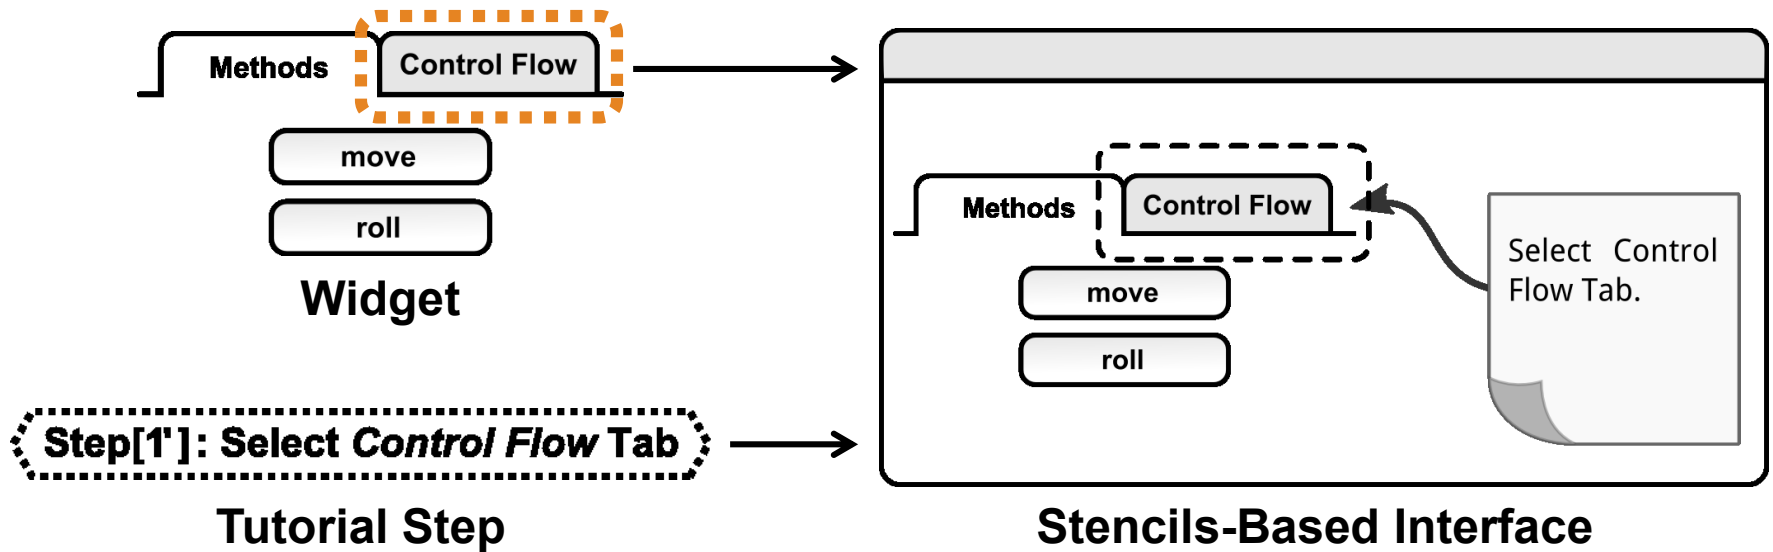 Methods
Control Flow
move
roll
Widget
Step[1']: Select Control Flow Tab
Tutorial Step
Methods
Control Flow
move
roll
Select Control
Flow Tab.
Stencils-Based Interface